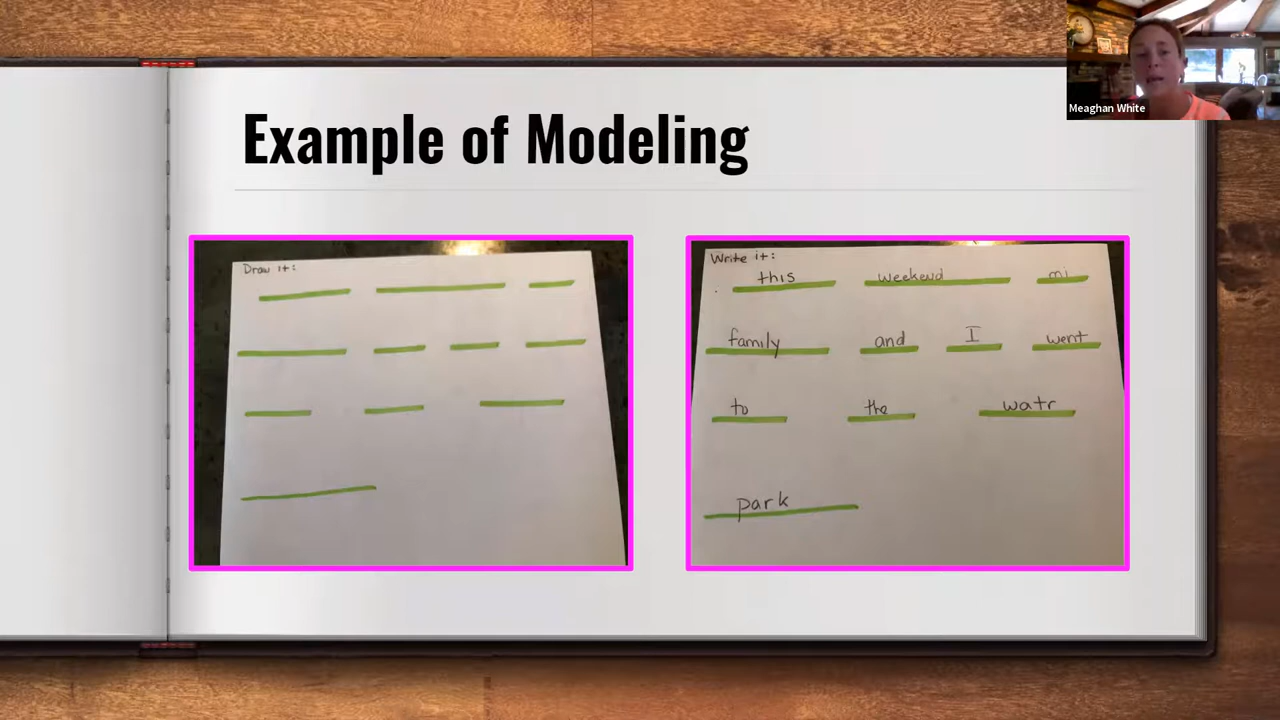 Meaghan White
Example of Modeling
Draw it:
Write it:
this weekend mi
family and I went
to the watr
park